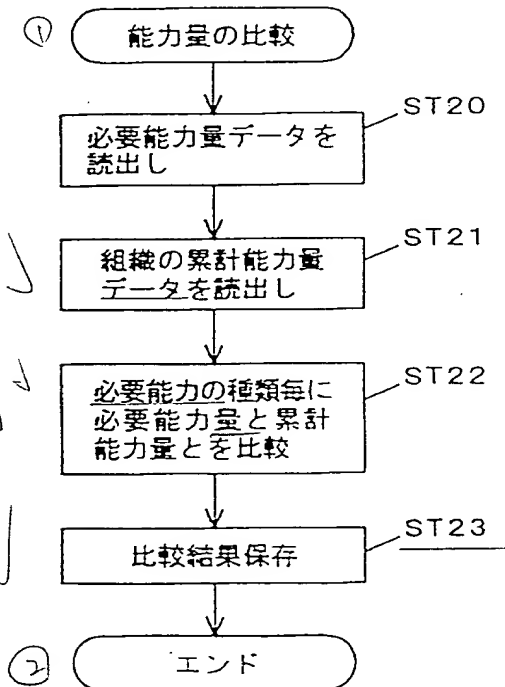 ① 能力量の比較
ST20
必要能力量データを
読出し
ST21
組織の累計能力量
データを読出し
ST22
必要能力の種類毎に
必要能力量と累計
能力量とを比較
ST23
比較結果保存
② エンド